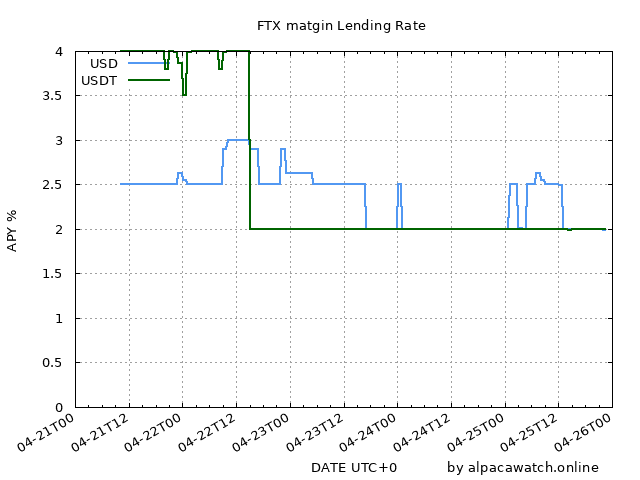 FTX matgin Lending Rate
4
3.5
3
2.5
2
1.5
1
0.5
0
APY %
USD
USDT
04-21T00
04-21T12
04-22T00
04-22T12
04-23T00
04-23T12
04-24T00
04-24T12
04-25T00
04-25T12
04-26T00
DATE UTC+0
by alpacawatch.online